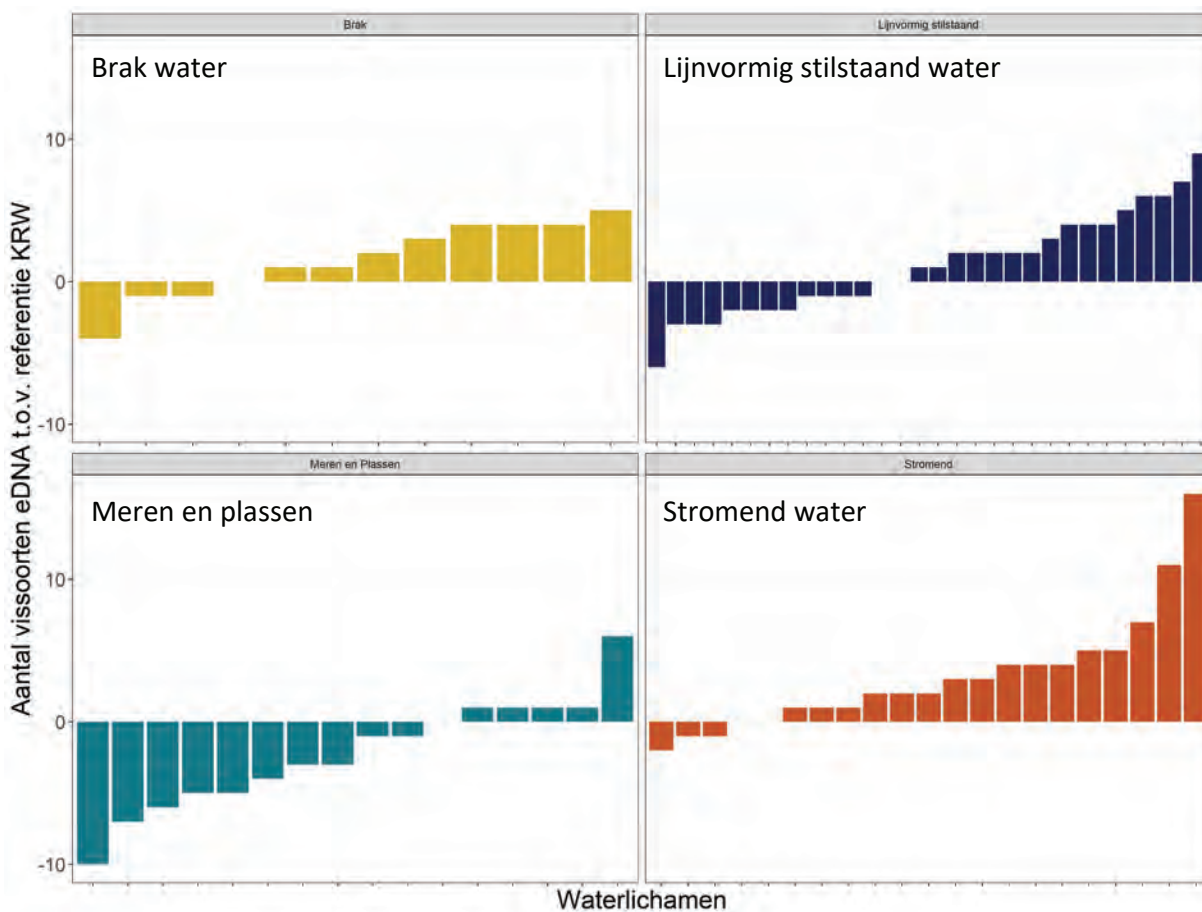 Brak
Lijnvormig stilstaand
Brak water
Lijnvormig stilstaand water
10
0
-10
Meren en Plassen
Stromend
Meren en plassen
Stromend water
10
0
-10
Aantal vissoorten eDNA t.o.v. referentie KRW
Waterlichamen